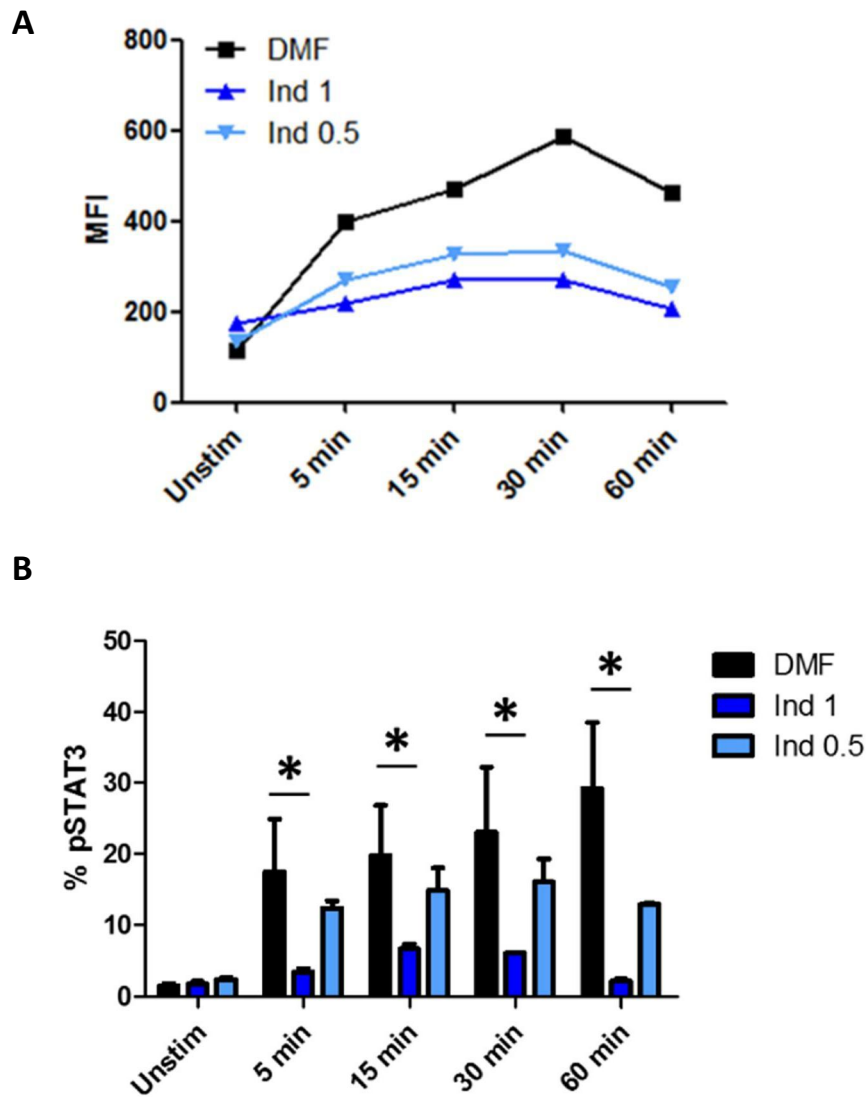 A
800
600
400
200
0
MFI
DMF
Ind 1
Ind 0.5
Unstim
5 min
15 min
30 min
60 min
B
50
40
30
20
10
0
% pSTAT3
*
*
*
*
DMF
Ind 1
Ind 0.5
Unstim
5 min
15 min
30 min
60 min